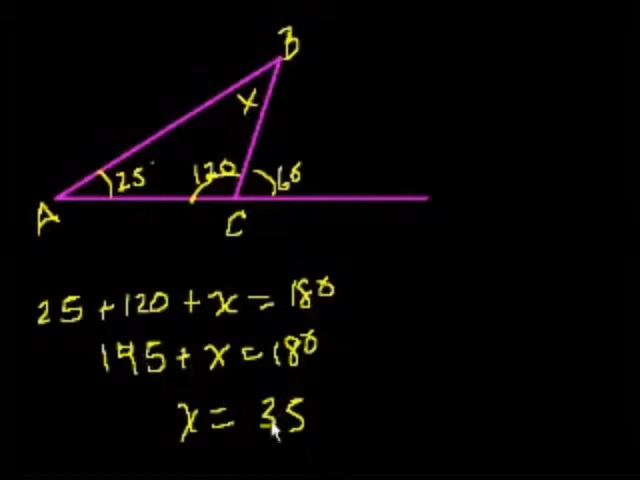 B
X
25 120 60
A C
25 + 120 + x = 180
145 + x = 180
x = 35